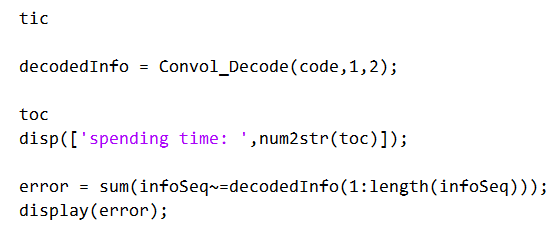 tic
decodedInfo = Convol_Decode(code,1,2);
toc
disp(['spending time: ',num2str(toc)]);
error = sum(infoSeq~=decodedInfo(1:length(infoSeq)));
display(error);